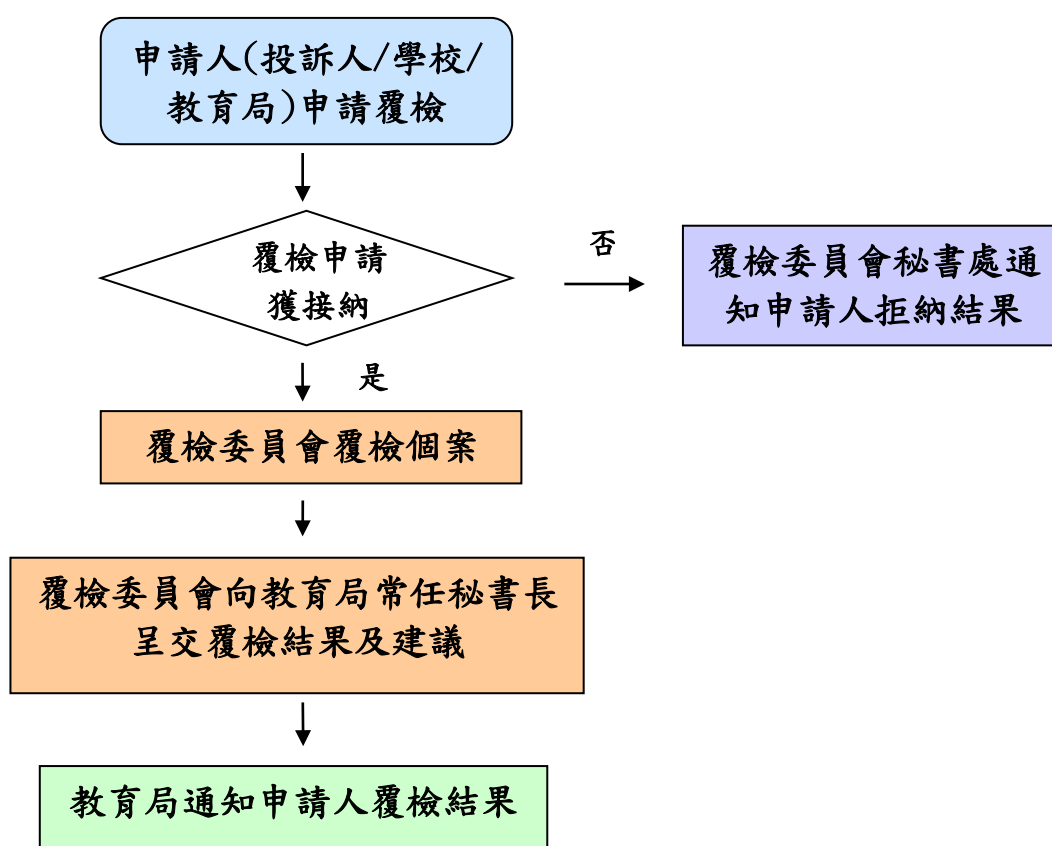 申請人(投訴人/學校/
教育局)申請覆檢
覆檢申請
獲接納
否
覆檢委員會秘書處通
知申請人拒納結果
是
覆檢委員會覆檢個案
覆檢委員會向教育局常任秘書長
呈交覆檢結果及建議
教育局通知申請人覆檢結果